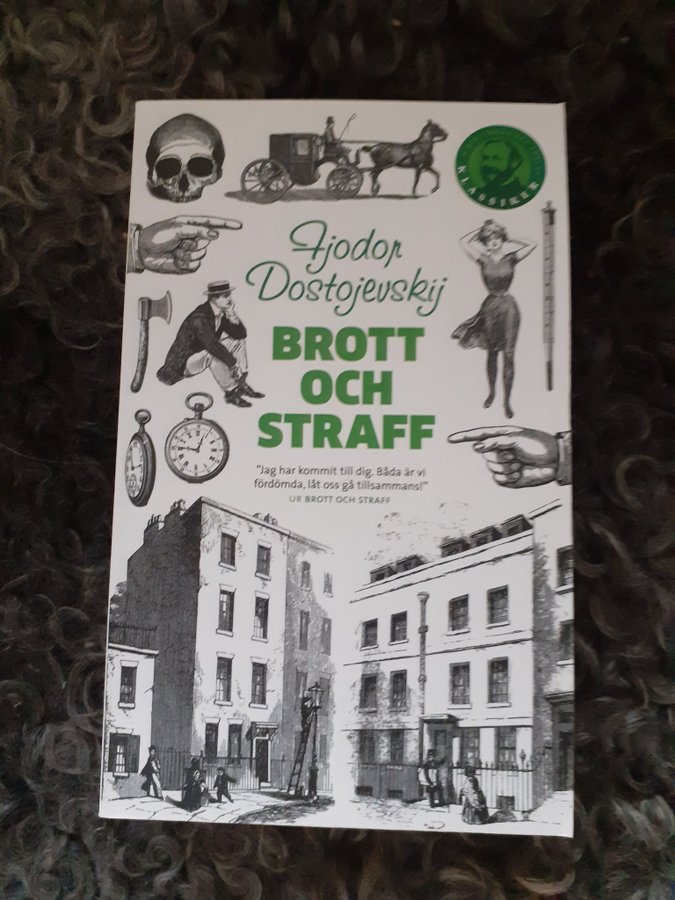 KLASSIKER
Fjodor
Dostojevskij
BROTT
OCH
STRAFF
"Jag har kommit till dig. Båda är vi
fördömda, låt oss gå tillsammans!"
UR BROTT OCH STRAFF